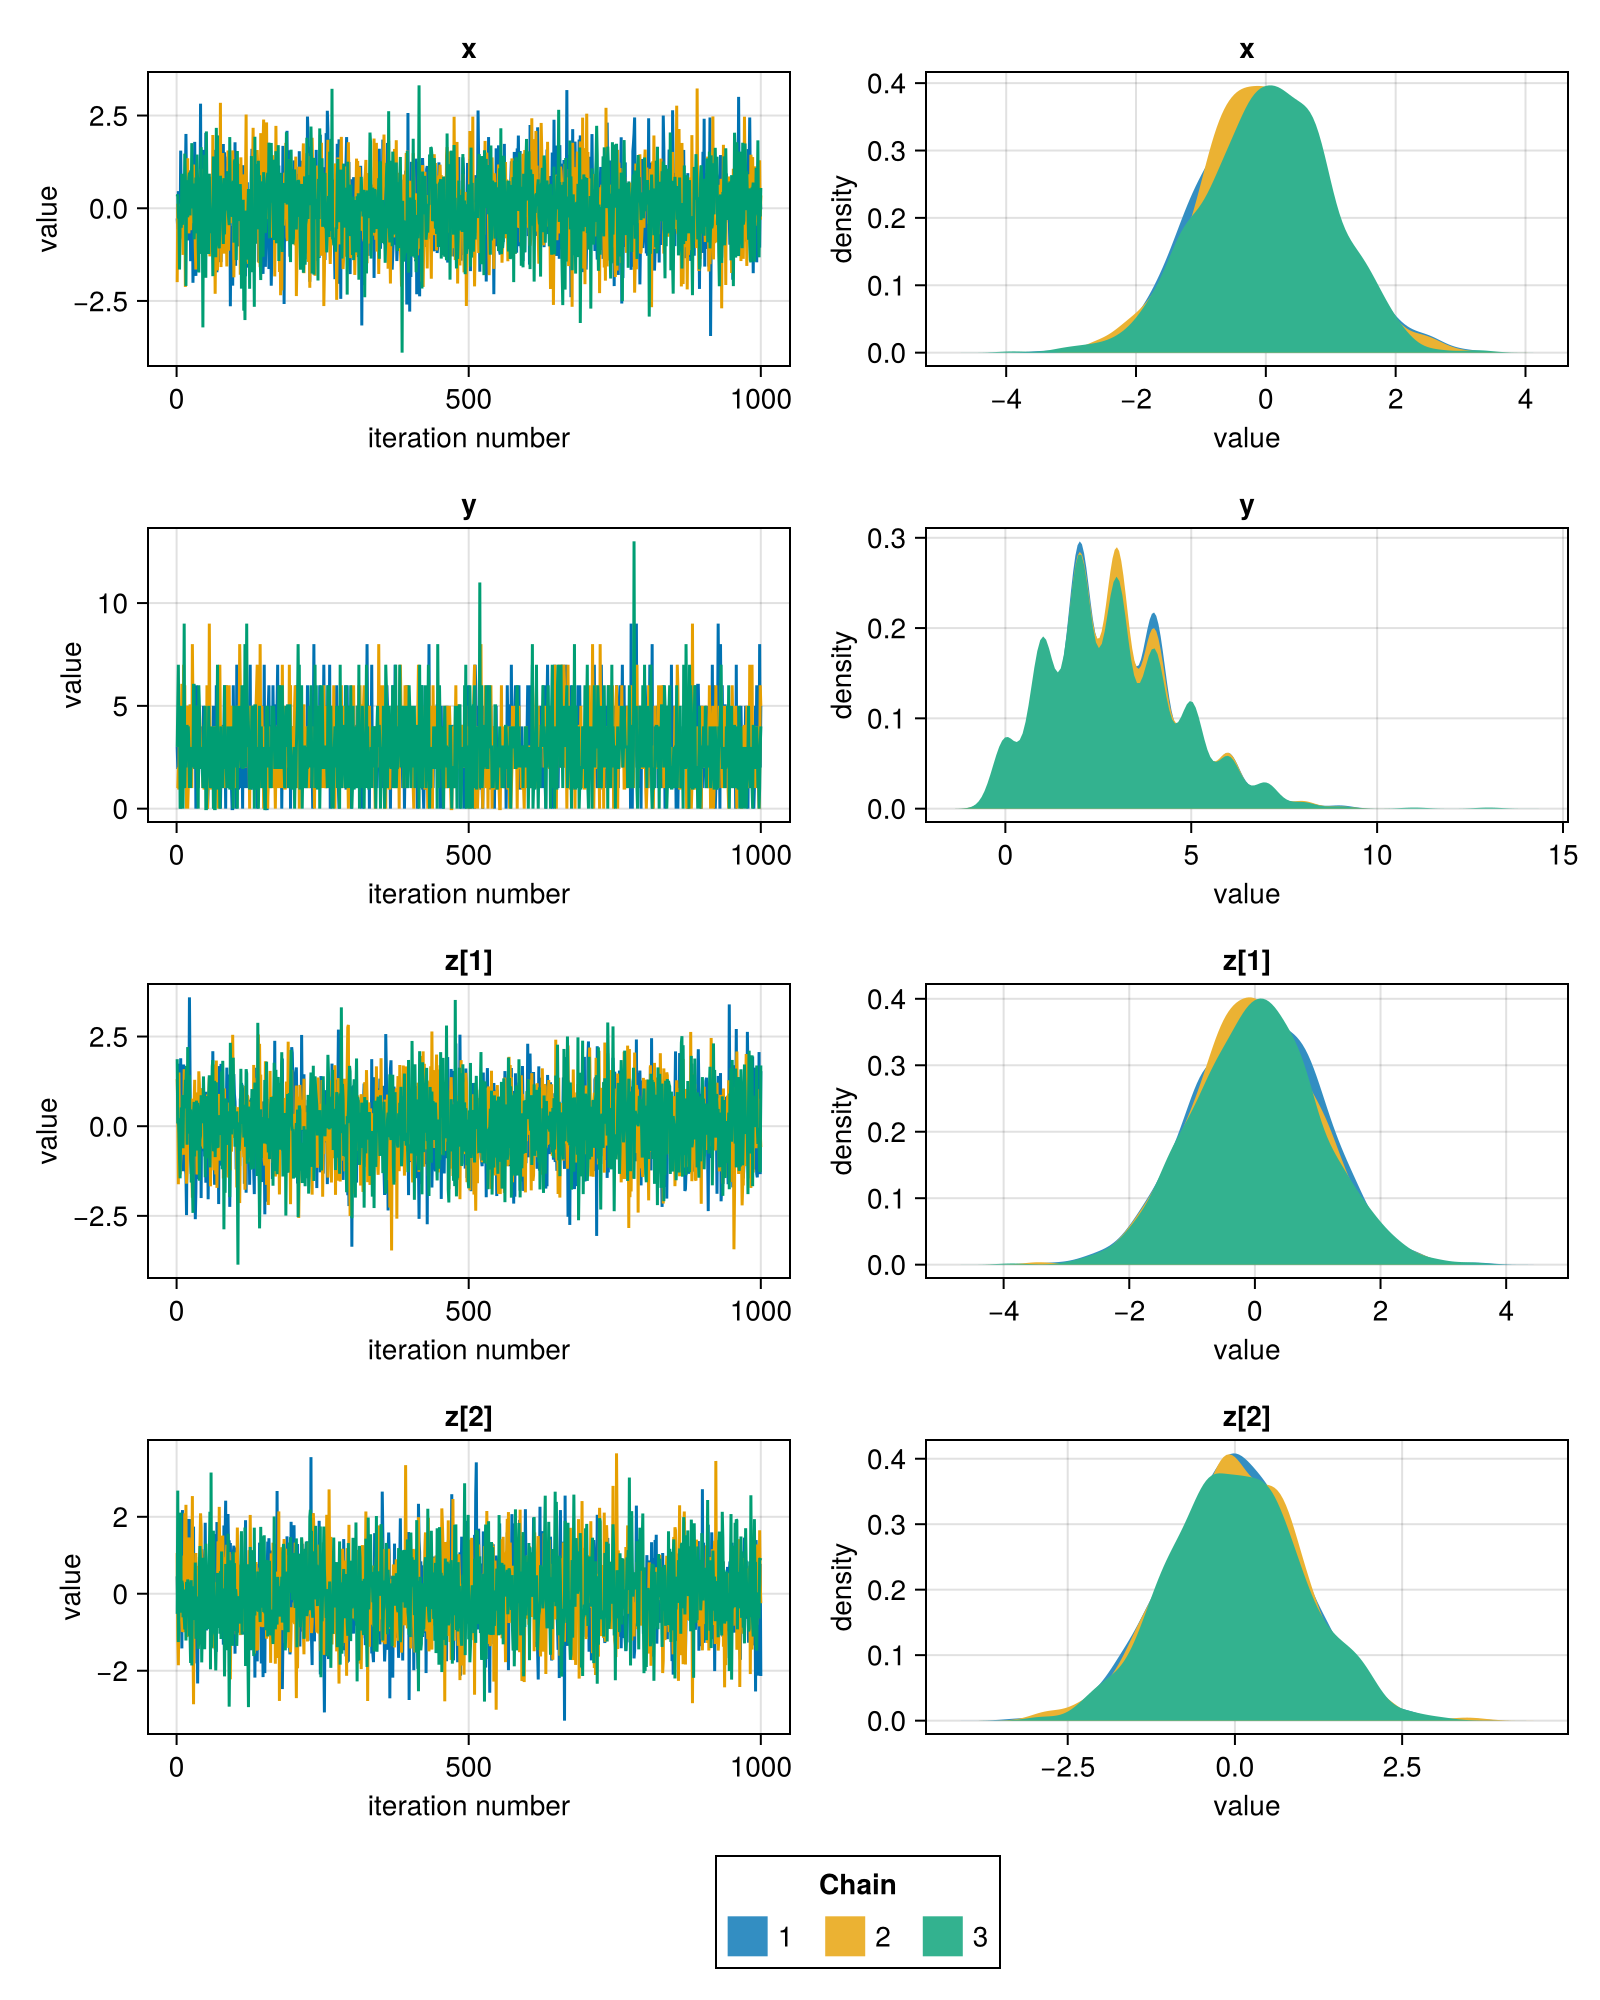 x
x
2.5
0.0
−2.5
value
0 500 1000
iteration number
0.4
0.3
0.2
0.1
0.0
density
−4 −2 0 2 4
value
y
y
10
5
0
value
0 500 1000
iteration number
0.3
0.2
0.1
0.0
density
0 5 10 15
value
z[1]
z[1]
2.5
0.0
−2.5
value
0 500 1000
iteration number
0.4
0.3
0.2
0.1
0.0
density
−4 −2 0 2 4
value
z[2]
z[2]
2
0
−2
value
0 500 1000
iteration number
0.4
0.3
0.2
0.1
0.0
density
−2.5 0.0 2.5
value
Chain
1 2 3